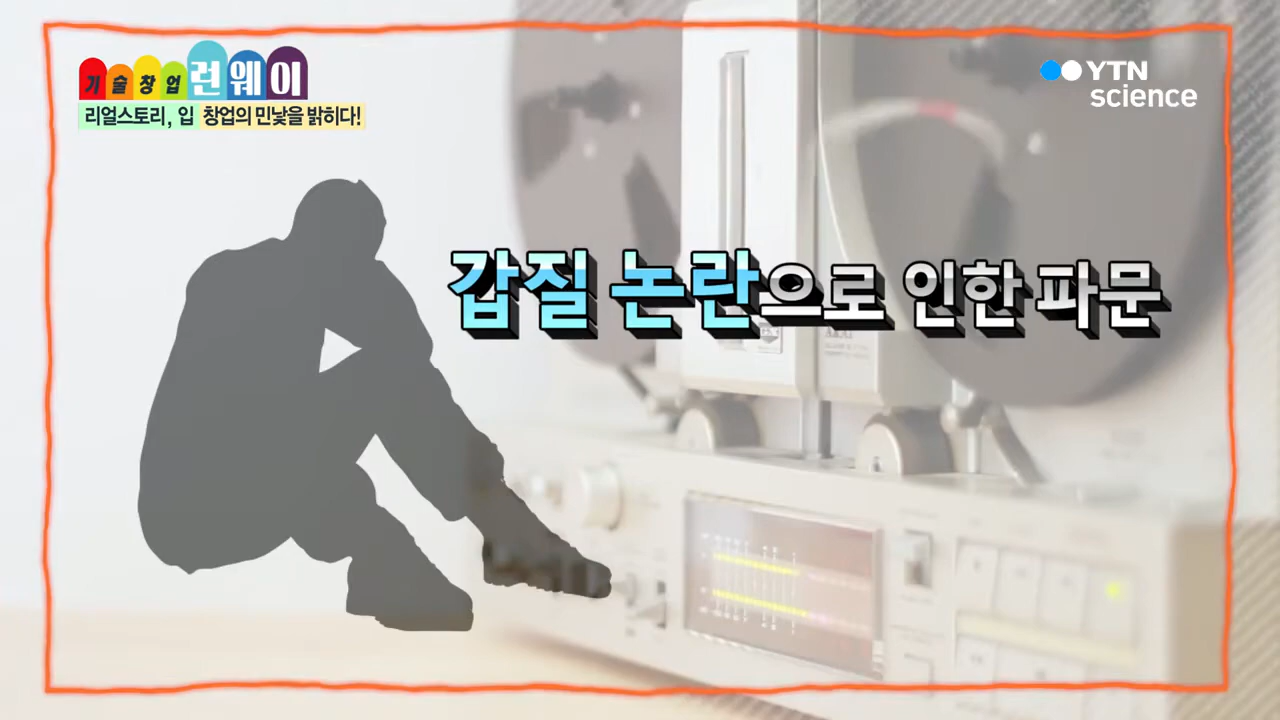 기술창업런웨이
리얼스토리, 입 창업의 민낯을 밝히다!
YTN
science
갑질 논란으로 인한 파문